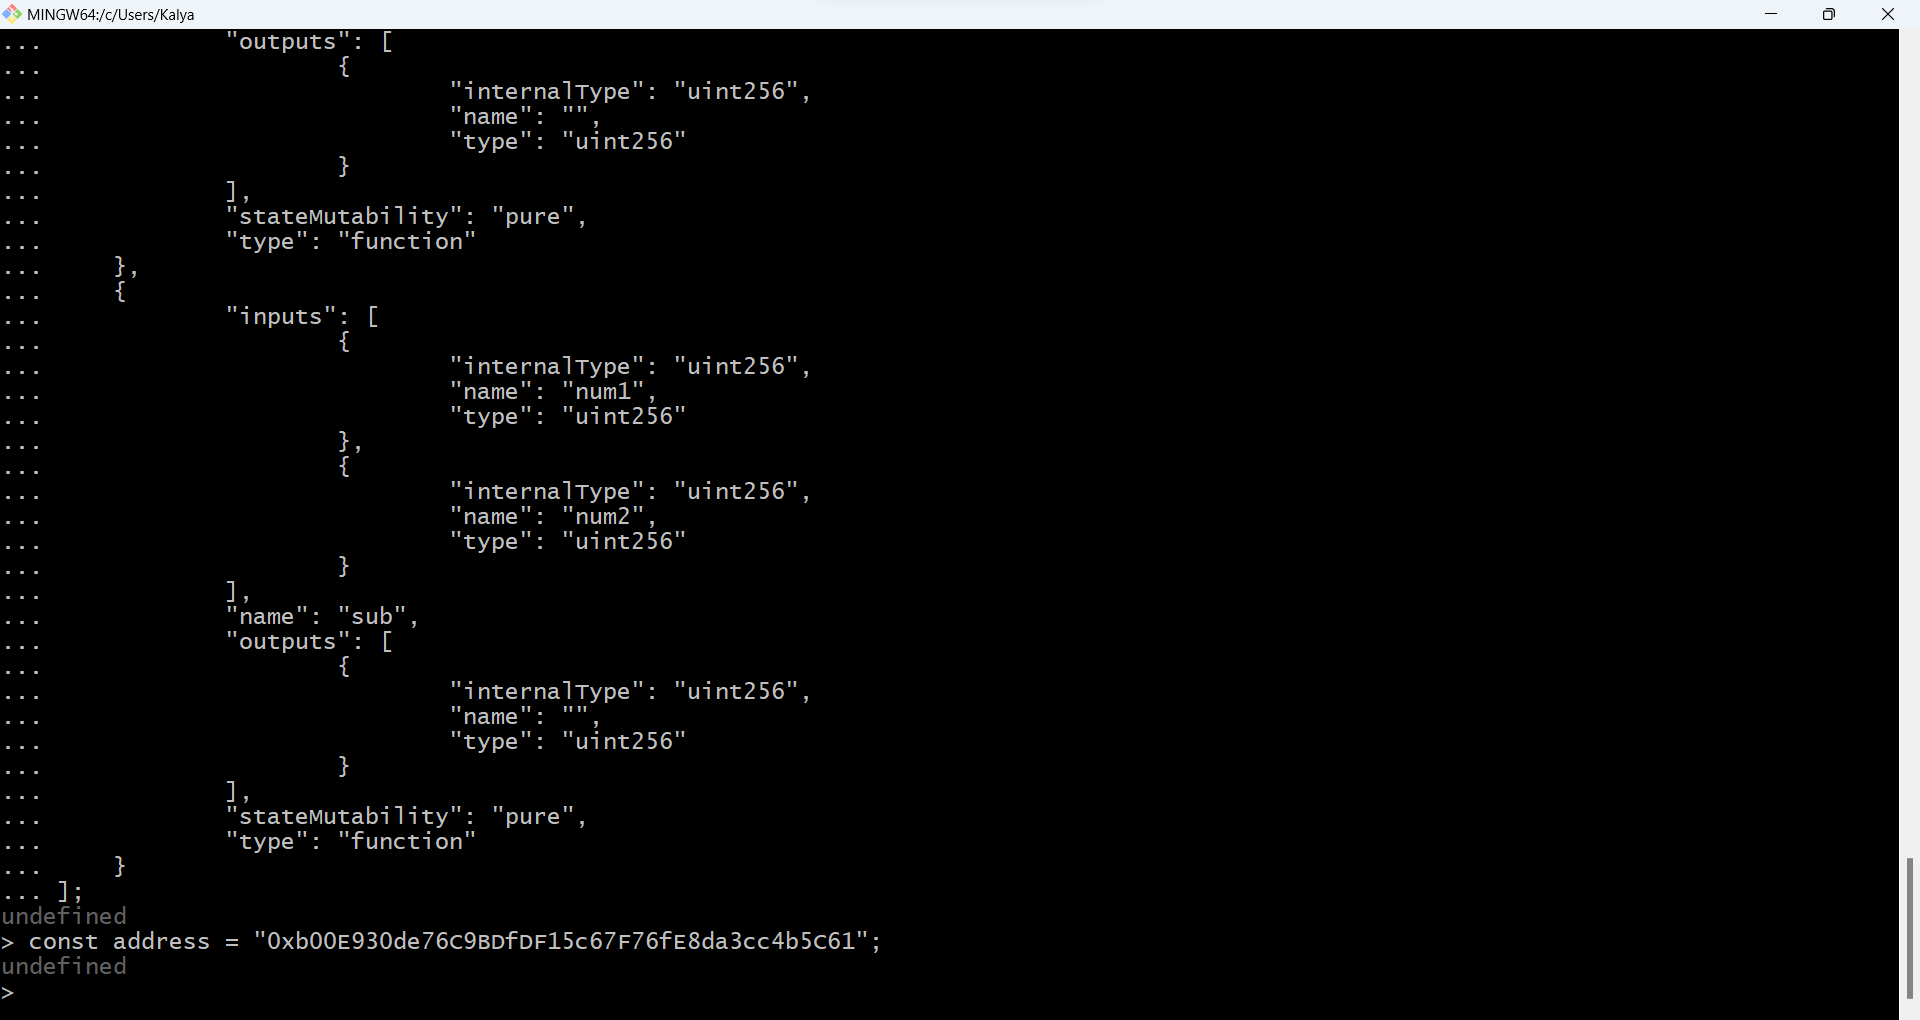 MINGW64:/c/Users/Kalya
... "outputs": [
... {
... "internalType": "uint256",
... "name": "",
... "type": "uint256"
... }
... ],
... "stateMutability": "pure",
... "type": "function"
... },
... {
... "inputs": [
... {
... "internalType": "uint256",
... "name": "num1",
... "type": "uint256"
... },
... {
... "internalType": "uint256",
... "name": "num2",
... "type": "uint256"
... }
... ],
... "name": "sub",
... "outputs": [
... {
... "internalType": "uint256",
... "name": "",
... "type": "uint256"
... }
... ],
... "stateMutability": "pure",
... "type": "function"
... }
... ];
undefined
> const address = "0xb00E930de76C9BDfDF15c67F76fE8da3cc4b5C61";
undefined
>